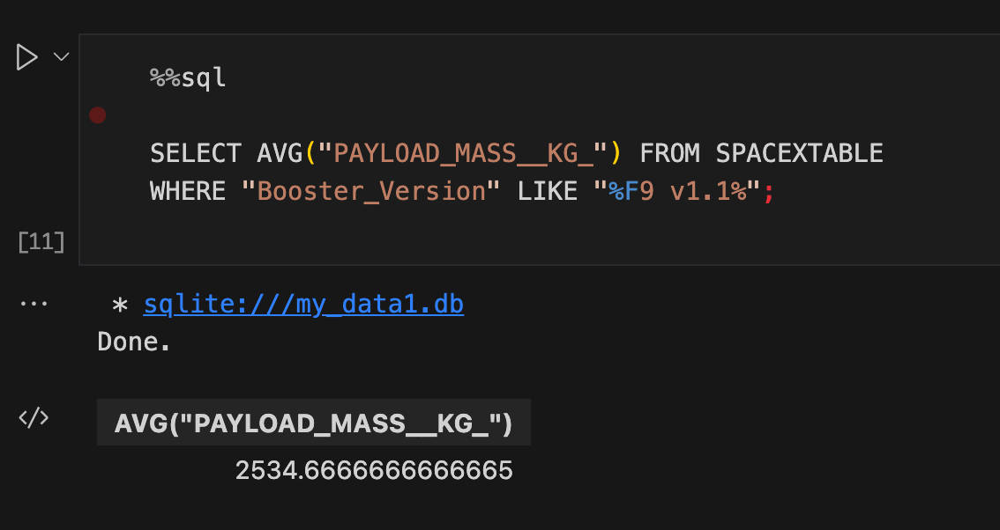 %%sql
SELECT AVG("PAYLOAD_MASS__KG_") FROM SPACEXTABLE
WHERE "Booster_Version" LIKE "%F9 v1.1%";
[11]
... * sqlite:///my_data1.db
Done.
</> AVG("PAYLOAD_MASS__KG_")
2534.6666666666665